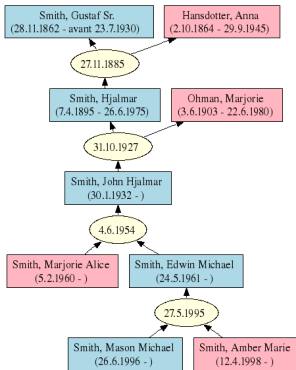 Smith, Gustaf Sr.
(28.11.1862 - avant 23.7.1930)
Hansdotter, Anna
(2.10.1864 - 29.9.1945)
27.11.1885
Smith, Hjalmar
(7.4.1895 - 26.6.1975)
Ohman, Marjorie
(3.6.1903 - 22.6.1980)
31.10.1927
Smith, John Hjalmar
(30.1.1932 - )
4.6.1954
Smith, Marjorie Alice
(5.2.1960 - )
Smith, Edwin Michael
(24.5.1961 - )
27.5.1995
Smith, Mason Michael
(26.6.1996 - )
Smith, Amber Marie
(12.4.1998 - )